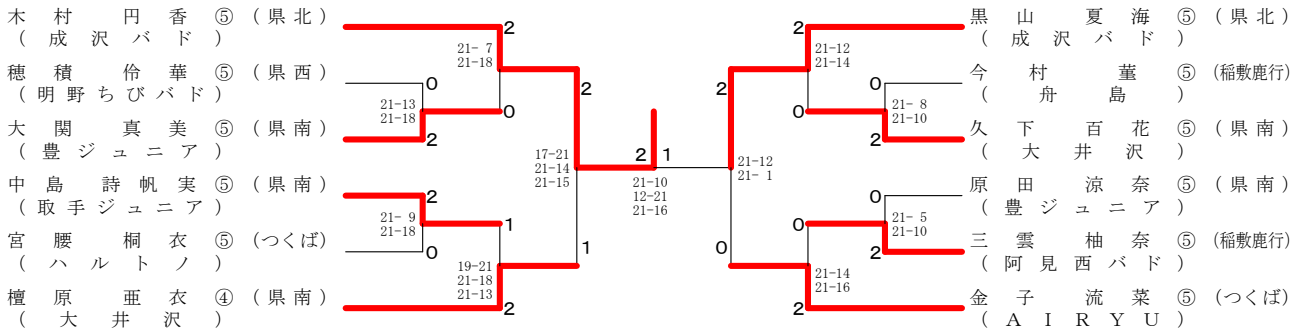 木村 円香 ⑤ (県北)
(成沢バド)
穂積 伶華 ⑤ (県西)
(明野ちびバド)
大関 真美 ⑤ (県南)
(豊ジュニア)
中島 詩帆実 ⑤ (県南)
(取手ジュニア)
宮腰 桐衣 ⑤ (つくば)
(ハルトノ)
檀原 亜衣 ④ (県南)
(大井沢)
2
21- 7
21-18
0
21-13
21-18
0
2
2
17-21
21-14
21-15
2
21- 9
21-18
1
0
1
19-21
21-18
21-13
2
2 1
21-10
12-21
21-16
2
21-12
21-14
2
0
21- 8
21-10
0
2
21-12
21- 1
0
0
21- 5
21-10
2
0
21-14
21-16
2
黒山 夏海 ⑤ (県北)
(成沢バド)
今村 菫 ⑤ (稲敷鹿行)
(舟島)
久下 百花 ⑤ (県南)
(大井沢)
原田 涼奈 ⑤ (県南)
(豊ジュニア)
三雲 柚奈 ⑤ (稲敷鹿行)
(阿見西バド)
金子 流菜 ⑤ (つくば)
(AIRYU)